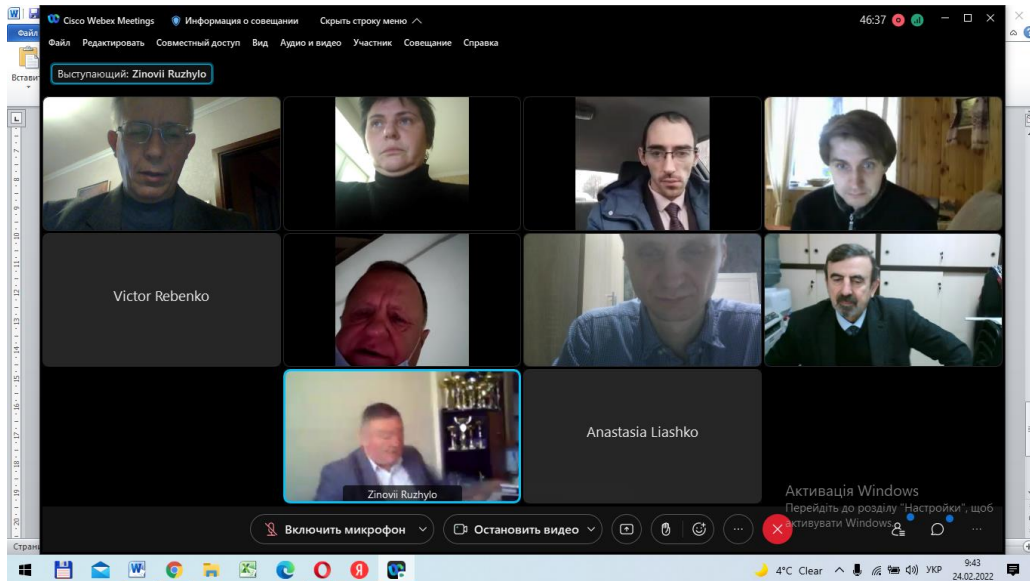 Cisco Webex Meetings Информация о совещании Скрыть строку меню 46:37
Файл Редактировать Совместный доступ Вид Аудио и видео Участник Совещание Справка
Файл
Выступающий: Zinovii Ruzhylo
Victor Rebenko
Anastasia Liashko
Zinovii Ruzhylo
Активація Windows
Перейдіть до розділу "Настройки", щоб
активувати Windows.
Включить микрофон Остановить видео
4°C Clear УКР 9:43
24.02.2022